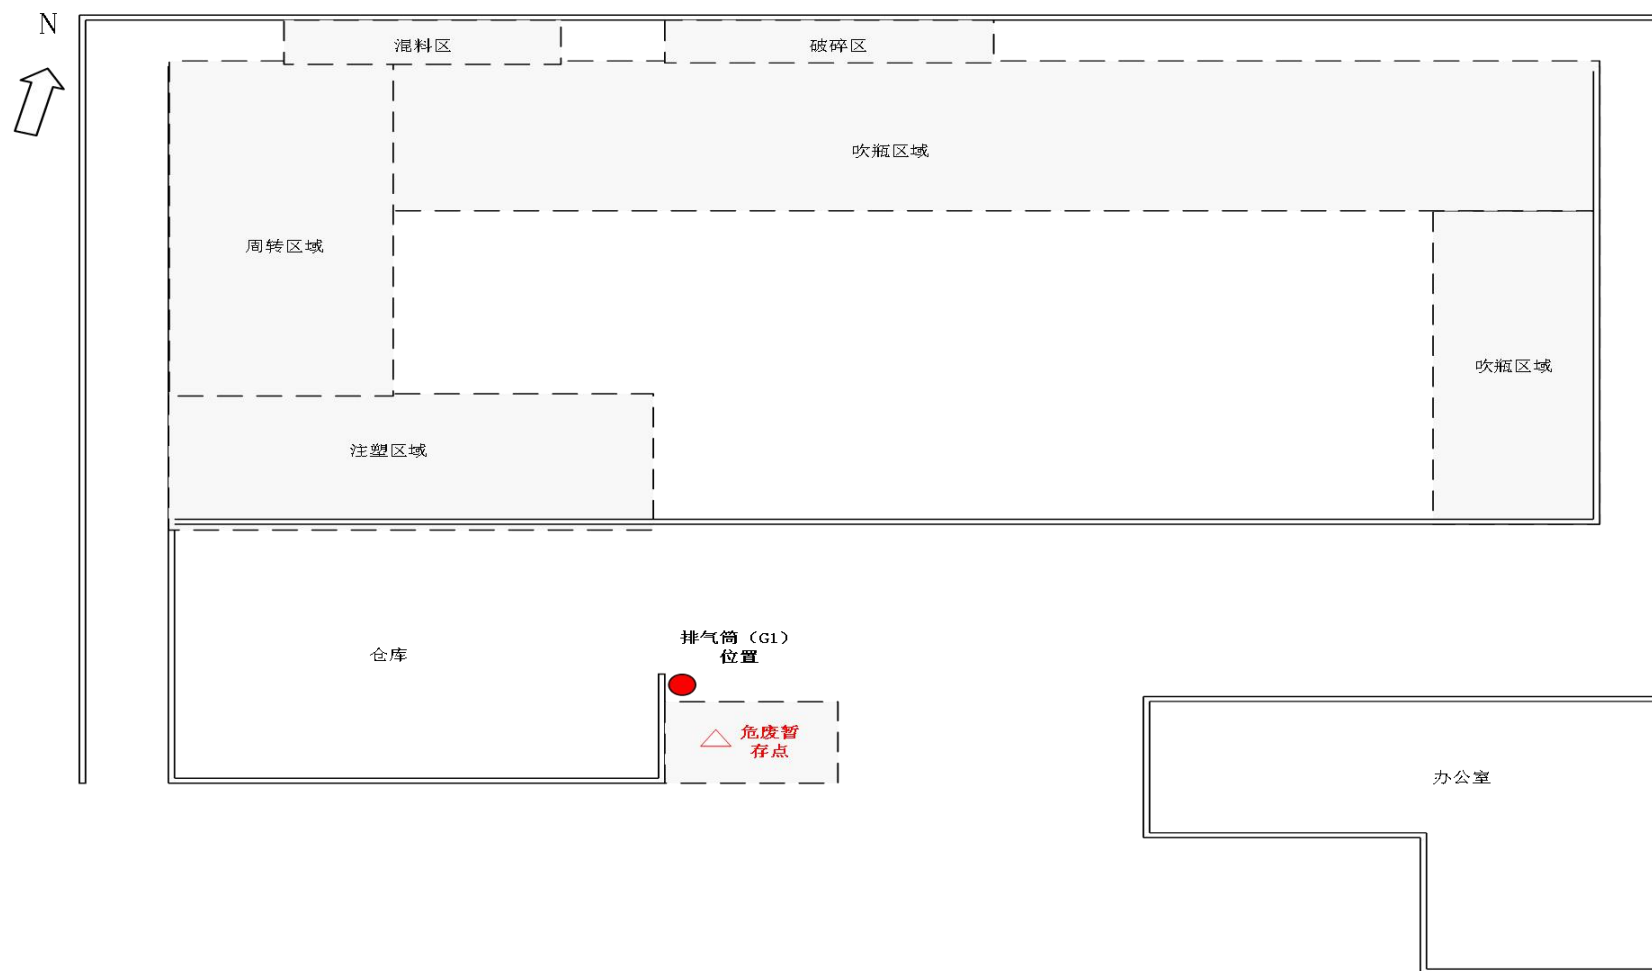 N
混料区
破碎区
吹瓶区域
周转区域
吹瓶区域
注塑区域
排气筒（G1）
位置
仓库
危废暂
存点
办公室